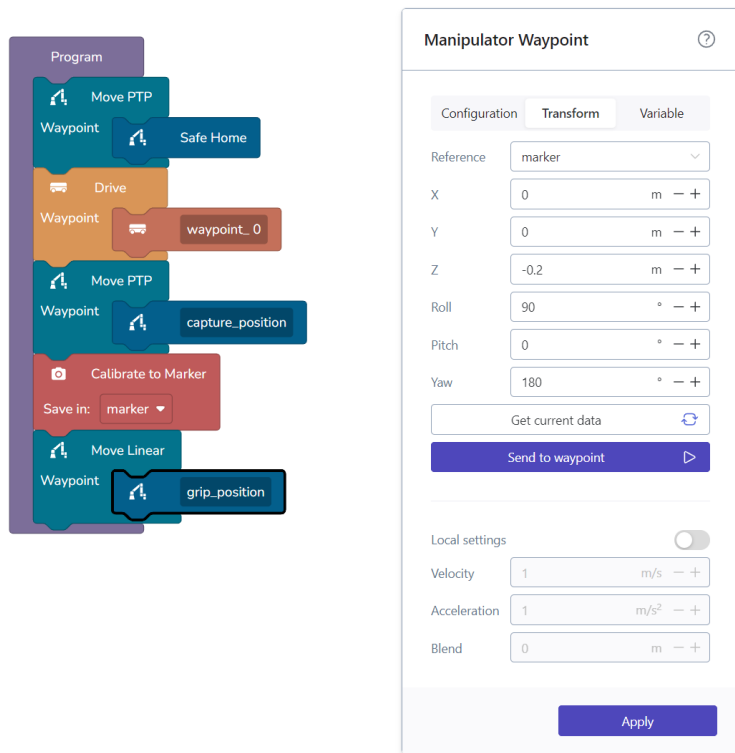 Program
Move PTP
Waypoint
Safe Home
Drive
Waypoint
waypoint_ 0
Move PTP
Waypoint
capture_position
Calibrate to Marker
Save in: marker
Move Linear
Waypoint
grip_position
Manipulator Waypoint ?
Configuration Transform Variable
Reference marker
X 0 m − +
Y 0 m − +
Z -0.2 m − +
Roll 90 ° − +
Pitch 0 ° − +
Yaw 180 ° − +
Get current data
Send to waypoint
Local settings
Velocity 1 m/s − +
Acceleration 1 m/s² − +
Blend 0 m − +
Apply